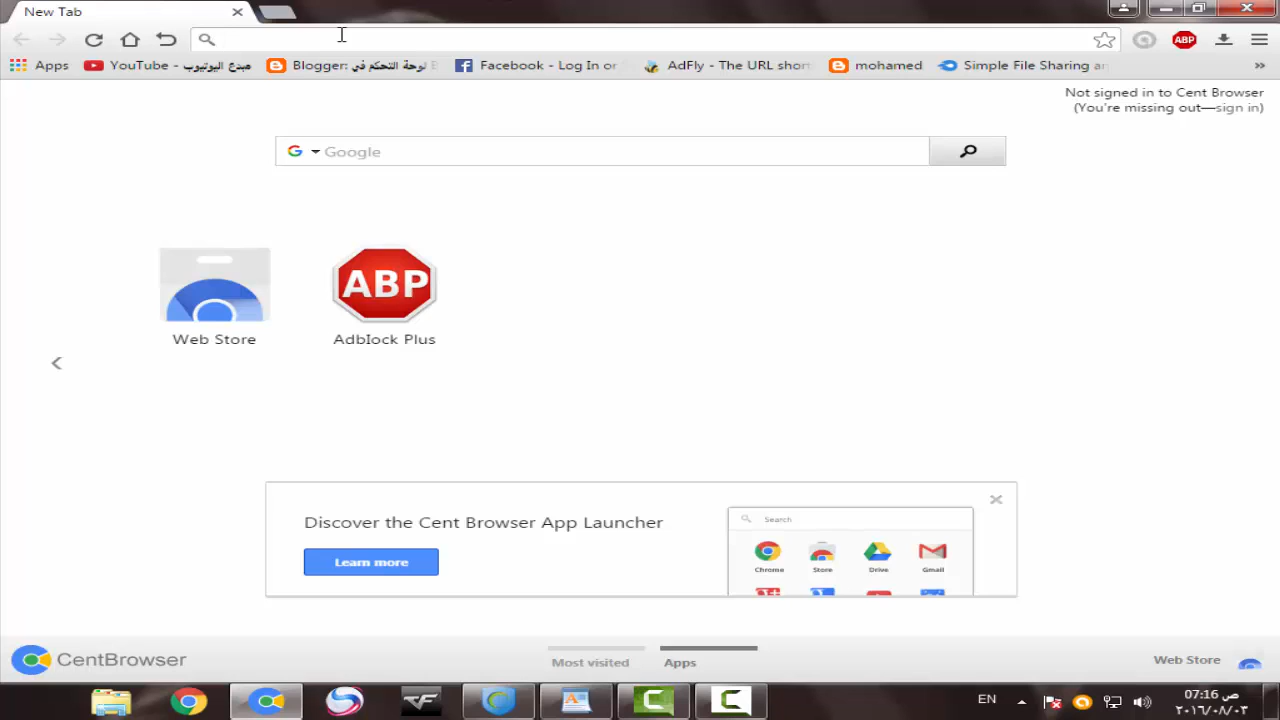 New Tab
ABP
Apps
YouTube - مبدع اليوتيوب
Blogger: لوحة التحكم في
Facebook - Log In or
AdFly - The URL short
mohamed
Simple File Sharing an
»
Not signed in to Cent Browser
(You're missing out—sign in)
Google
ABP
Web Store
Adblock Plus
Discover the Cent Browser App Launcher
Learn more
Search
Chrome
Store
Drive
Gmail
CentBrowser
Most visited
Apps
Web Store
EN
07:16 ص
٢٠١٦/٠٨/٠٣